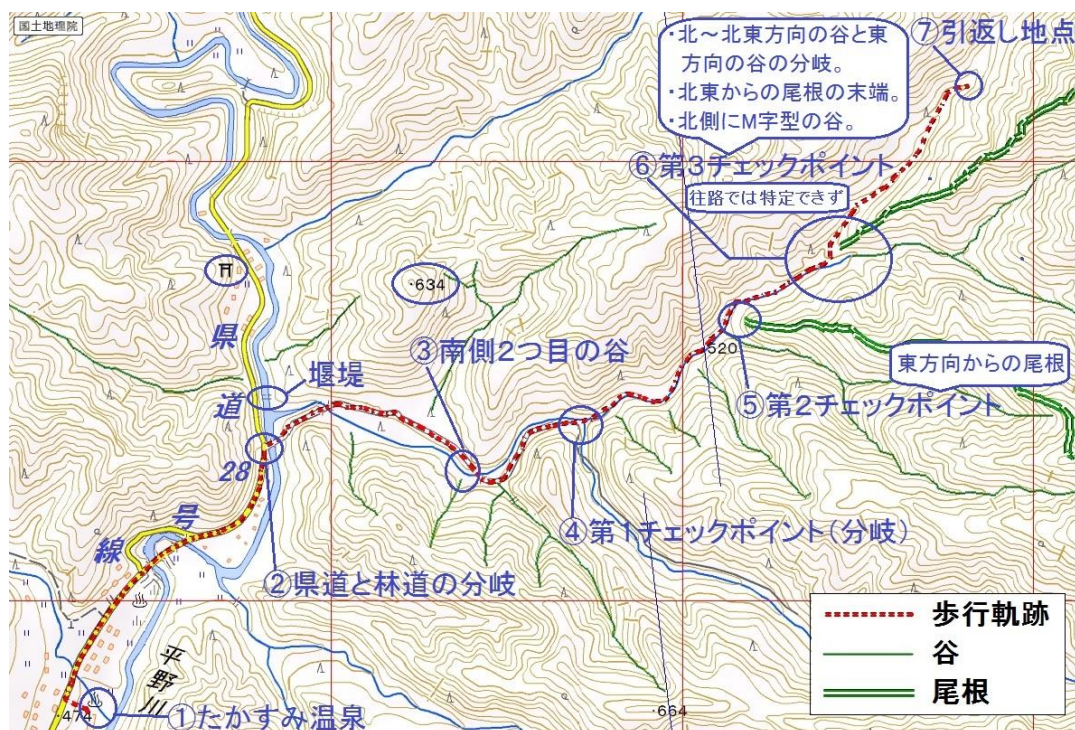 国土地理院
・北～北東方向の谷と東
方向の谷の分岐。
・北東からの尾根の末端。
・北側にM字型の谷。
⑦引返し地点
⑥第3チェックポイント
往路では特定できず
・634
県
道
28
号
線
堰堤
③南側2つ目の谷
・520
東方向からの尾根
⑤第2チェックポイント
④第1チェックポイント(分岐)
②県道と林道の分岐
平野川
①たかすみ温泉
・474
・664
歩行軌跡
谷
尾根